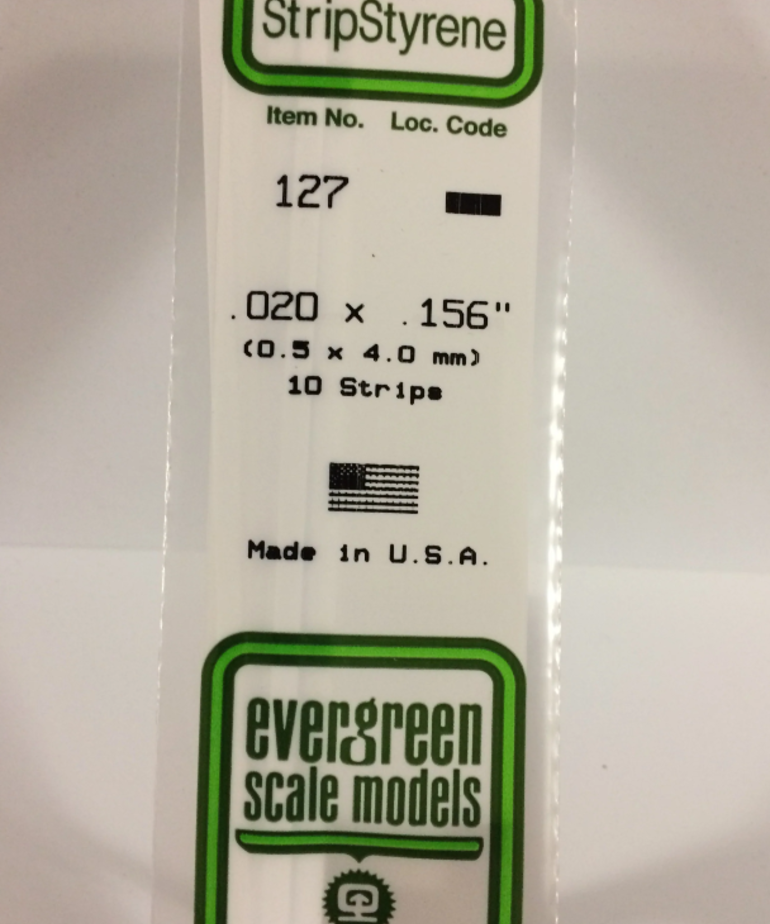 StripStyrene
Item No. Loc. Code
127
.020 x .156"
(0.5 x 4.0 mm)
10 Strips
Made in U.S.A.
evergreen
scale models